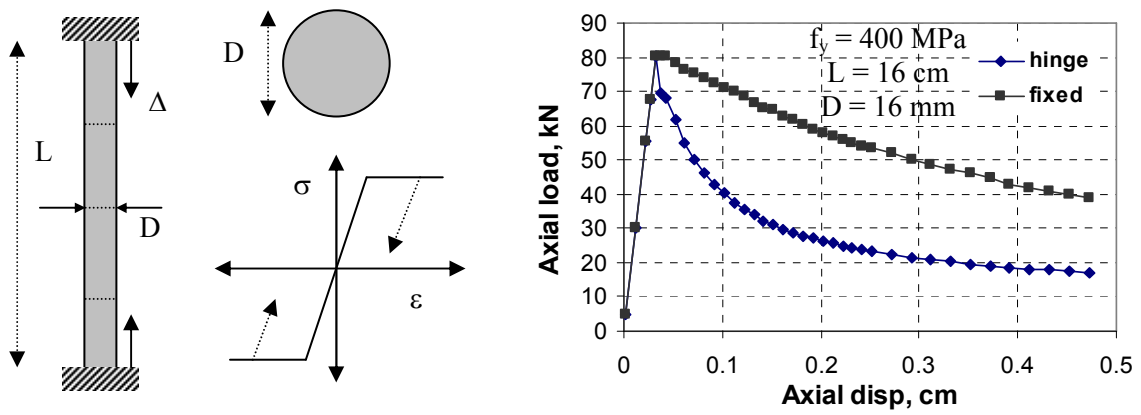 D
L
Δ
D
σ
ε
Axial load, kN
90
80
70
60
50
40
30
20
10
0
f_y = 400 MPa
L = 16 cm
D = 16 mm
hinge
fixed
0 0.1 0.2 0.3 0.4 0.5
Axial disp, cm